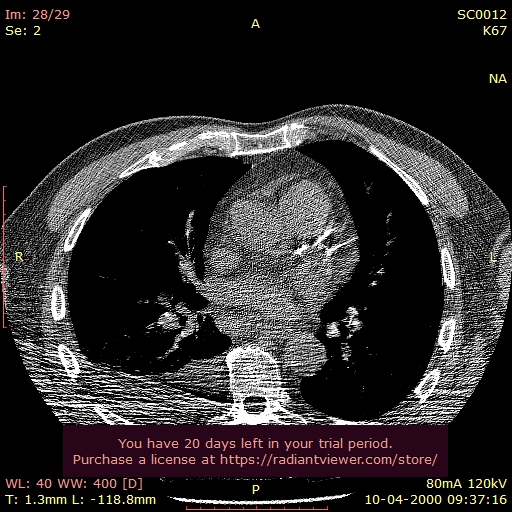 Im: 28/29
Se: 2
A
SC0012
K67
NA
R
L
You have 20 days left in your trial period.
Purchase a license at https://radiantviewer.com/store/
WL: 40 WW: 400 [D]
T: 1.3mm L: -118.8mm
P
80mA 120kV
10-04-2000 09:37:16